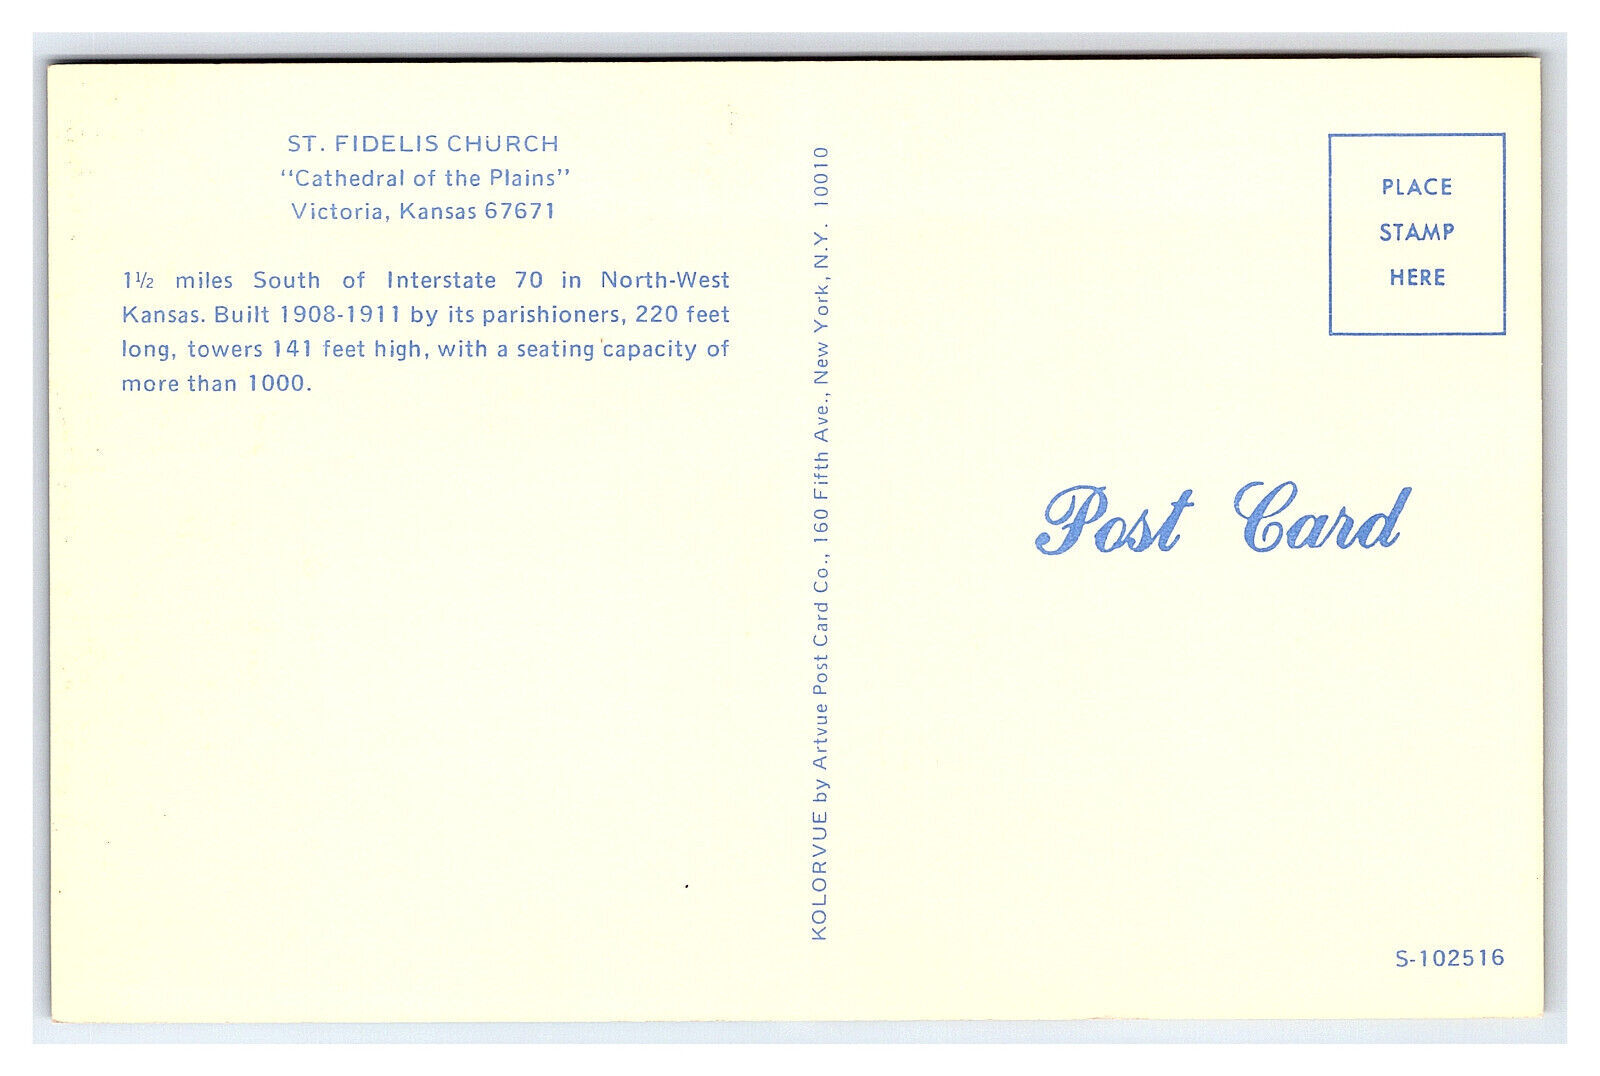 ST. FIDELIS CHURCH
"Cathedral of the Plains"
Victoria, Kansas 67671
1½ miles South of Interstate 70 in North-West
Kansas. Built 1908-1911 by its parishioners, 220 feet
long, towers 141 feet high, with a seating capacity of
more than 1000.
KOLORVUE by Artvue Post Card Co., 160 Fifth Ave., New York, N.Y. 10010
PLACE
STAMP
HERE
Post Card
S-102516